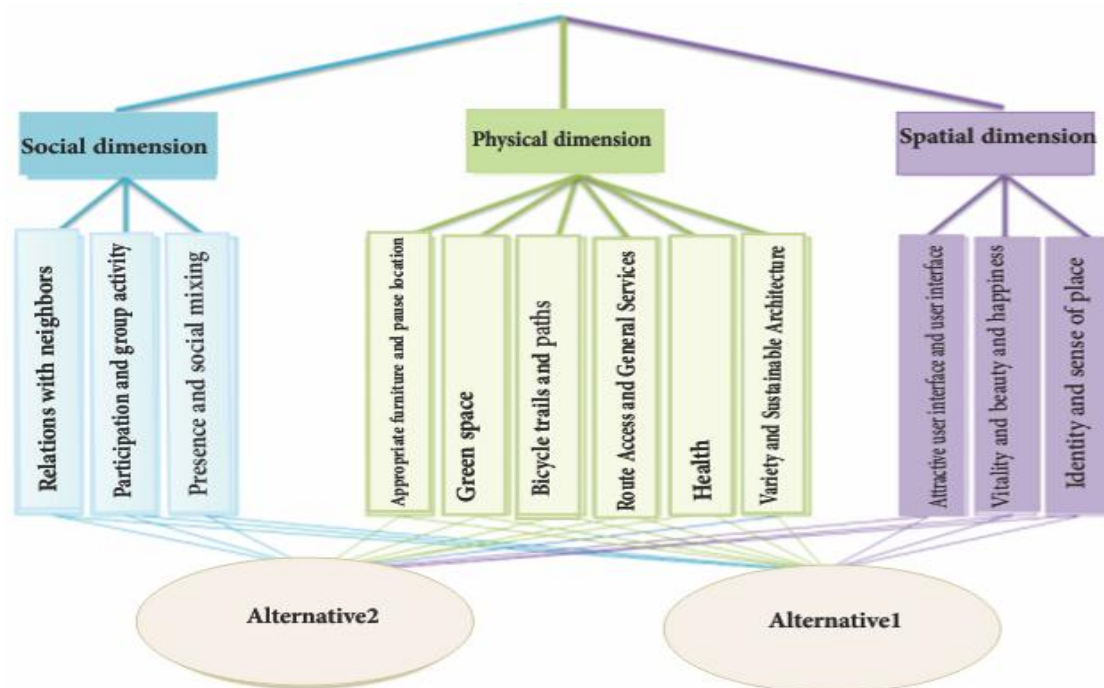 Social dimension
Physical dimension
Spatial dimension
Relations with neighbors
Participation and group activity
Presence and social mixing
Appropriate furniture and pause location
Green space
Bicycle trails and paths
Route Access and General Services
Health
Variety and Sustainable Architecture
Attractive user interface and user interface
Vitality and beauty and happiness
Identity and sense of place
Alternative2
Alternative1